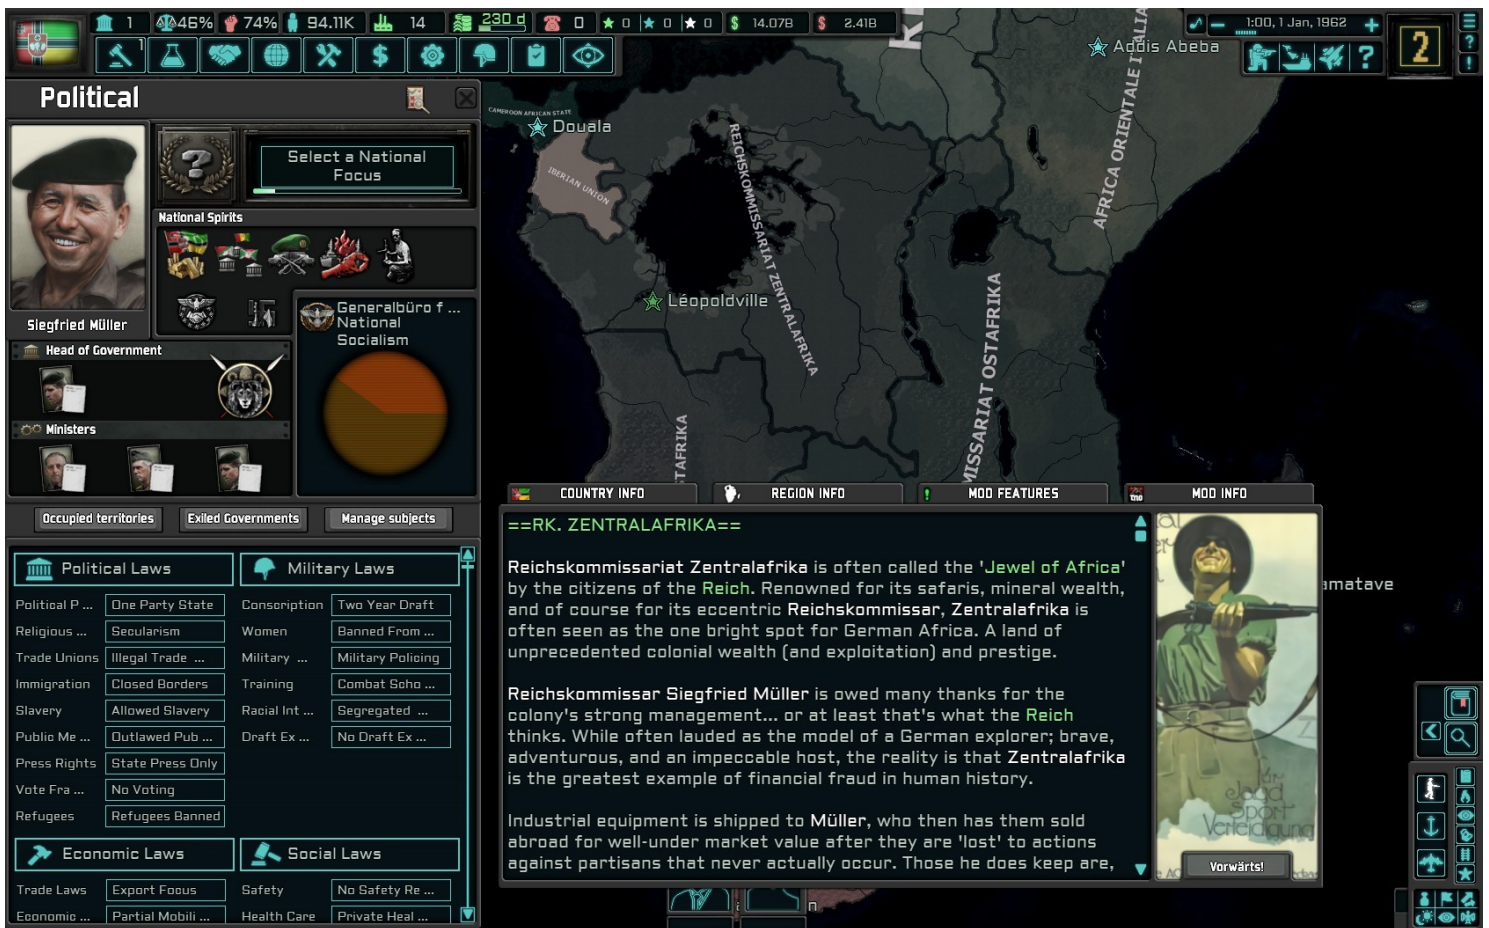 1 46% 74% 94.11K 14 230 d 0 0 0 0 $ 14.07B $ 2.41B
1:00, 1 Jan, 1962
2
1
Political
Select a National
Focus
National Spirits
Siegfried Müller
Generalbüro f ...
National
Socialism
Head of Government
Ministers
Occupied territories
Exiled Governments
Manage subjects
Political Laws
Military Laws
Political P ... One Party State
Conscription Two Year Draft
Religious ... Secularism
Women Banned From ...
Trade Unions Illegal Trade ...
Military ... Military Policing
Immigration Closed Borders
Training Combat Scho ...
Slavery Allowed Slavery
Racial Int ... Segregated ...
Public Me ... Outlawed Pub ...
Draft Ex ... No Draft Ex ...
Press Rights State Press Only
Vote Fra ... No Voting
Refugees Refugees Banned
Economic Laws
Social Laws
Trade Laws Export Focus
Safety No Safety Re ...
Economic ... Partial Mobili ...
Health Care Private Heal ...
CAMEROON AFRICAN STATE
Douala
IBERIAN UNION
REICHSKOMMISSARIAT ZENTRALAFRIKA
Léopoldville
Addis Abeba
AFRICA ORIENTALE ITALIA
MISSARIAT OSTAFRIKA
STAFRIKA
amatave
COUNTRY INFO
REGION INFO
MOD FEATURES
MOD INFO
==RK. ZENTRALAFRIKA==
Reichskommissariat Zentralafrika is often called the 'Jewel of Africa'
by the citizens of the Reich. Renowned for its safaris, mineral wealth,
and of course for its eccentric Reichskommissar, Zentralafrika is
often seen as the one bright spot for German Africa. A land of
unprecedented colonial wealth (and exploitation) and prestige.
Reichskommissar Siegfried Müller is owed many thanks for the
colony's strong management... or at least that's what the Reich
thinks. While often lauded as the model of a German explorer; brave,
adventurous, and an impeccable host, the reality is that Zentralafrika
is the greatest example of financial fraud in human history.
Industrial equipment is shipped to Müller, who then has them sold
abroad for well-under market value after they are 'lost' to actions
against partisans that never actually occur. Those he does keep are,
für
Jagd
Sport
Verteidigung
Vorwärts!